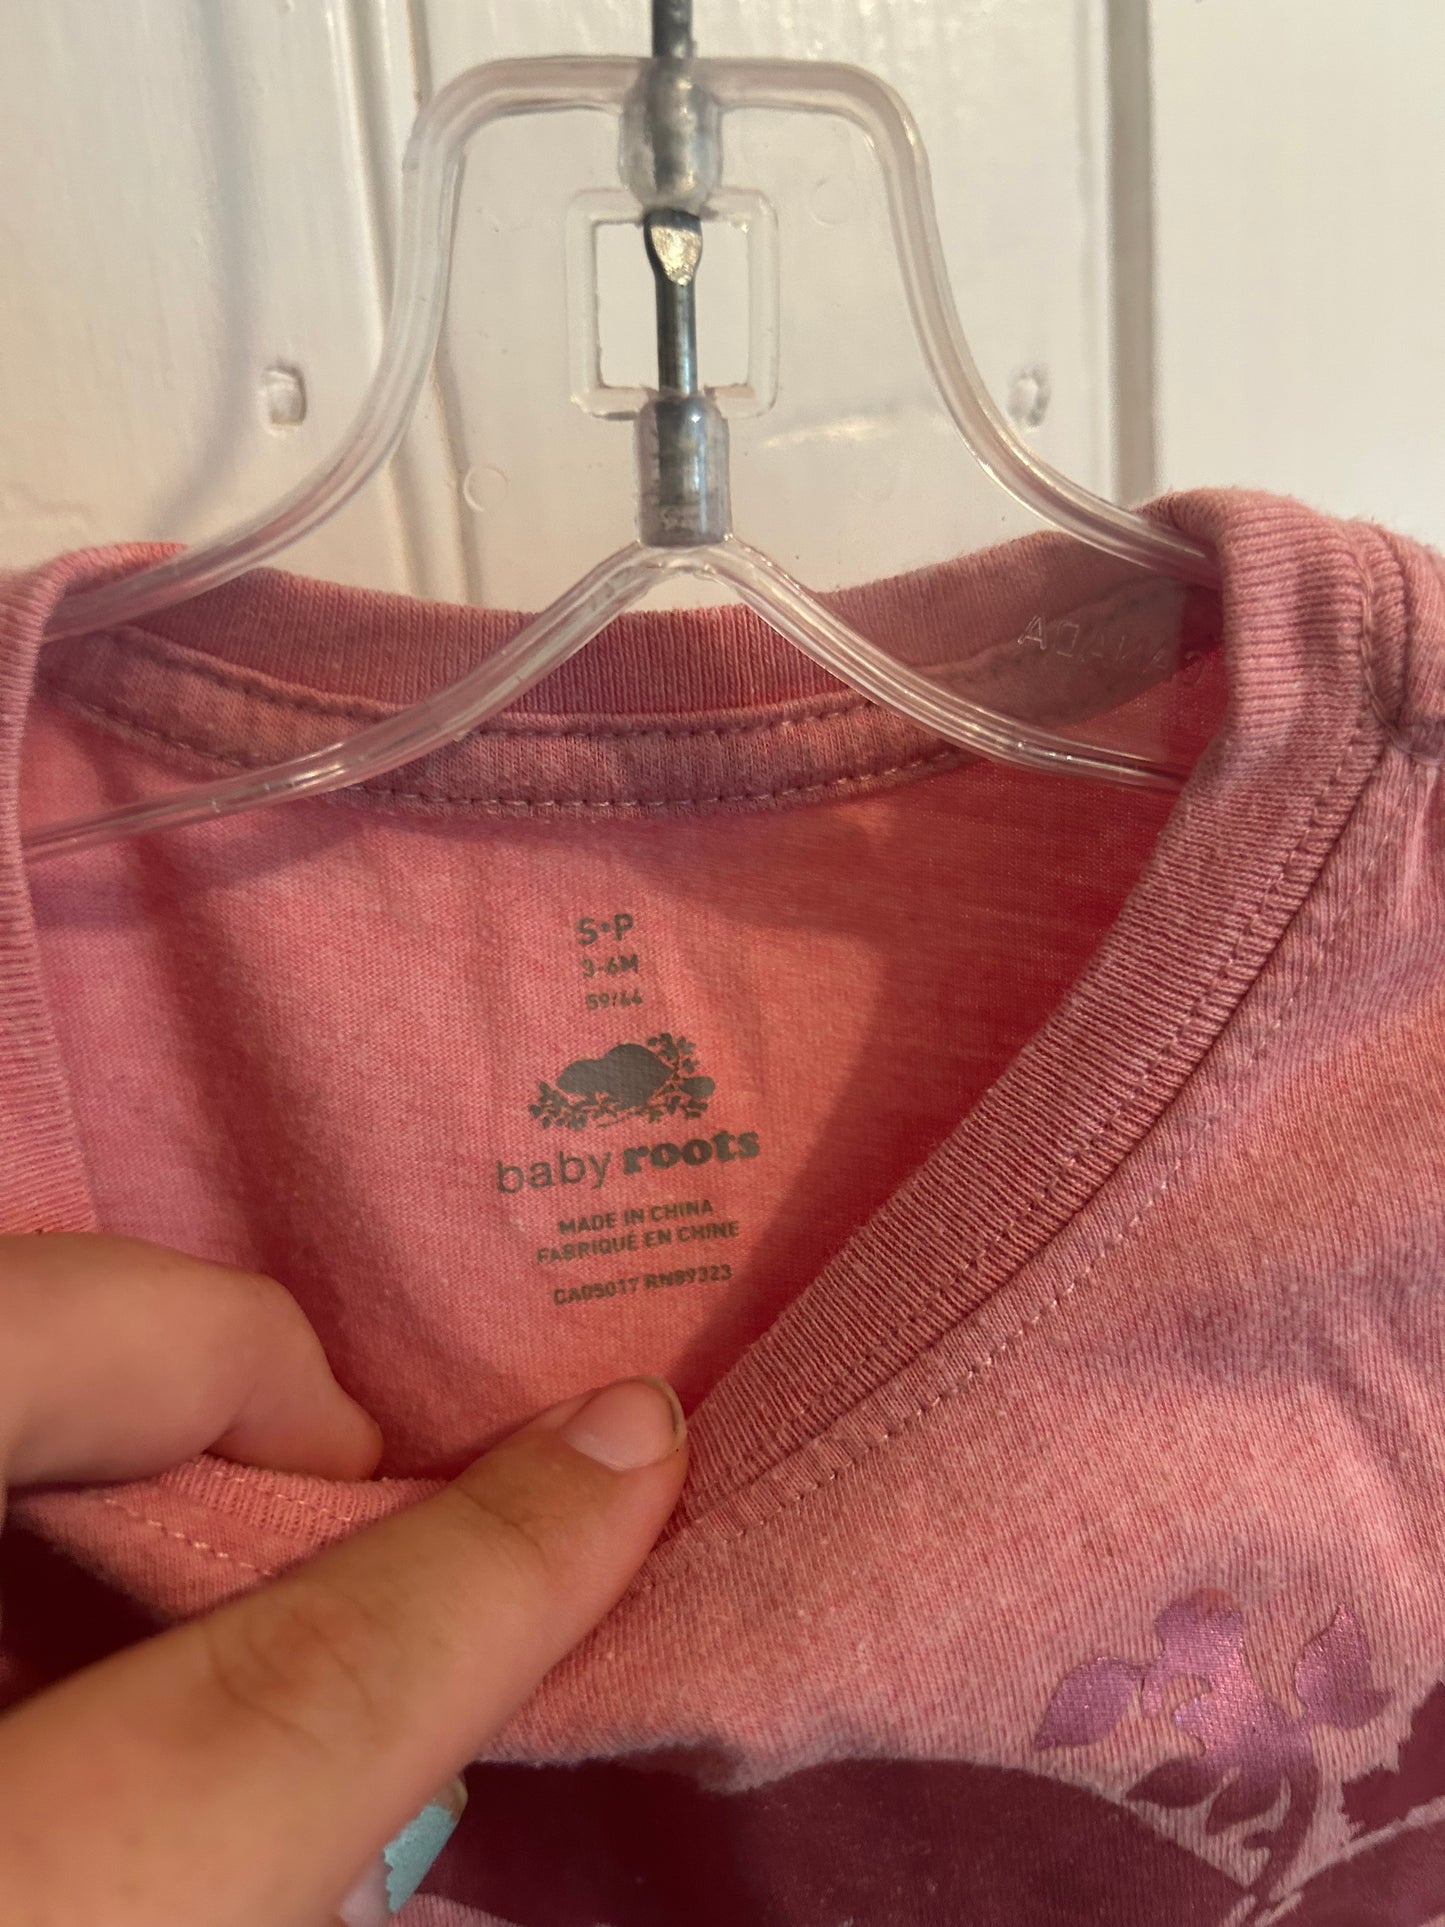 S•P
3-6M
59/64
baby roots
MADE IN CHINA
FABRIQUÉ EN CHINE
CA05017 RN89323